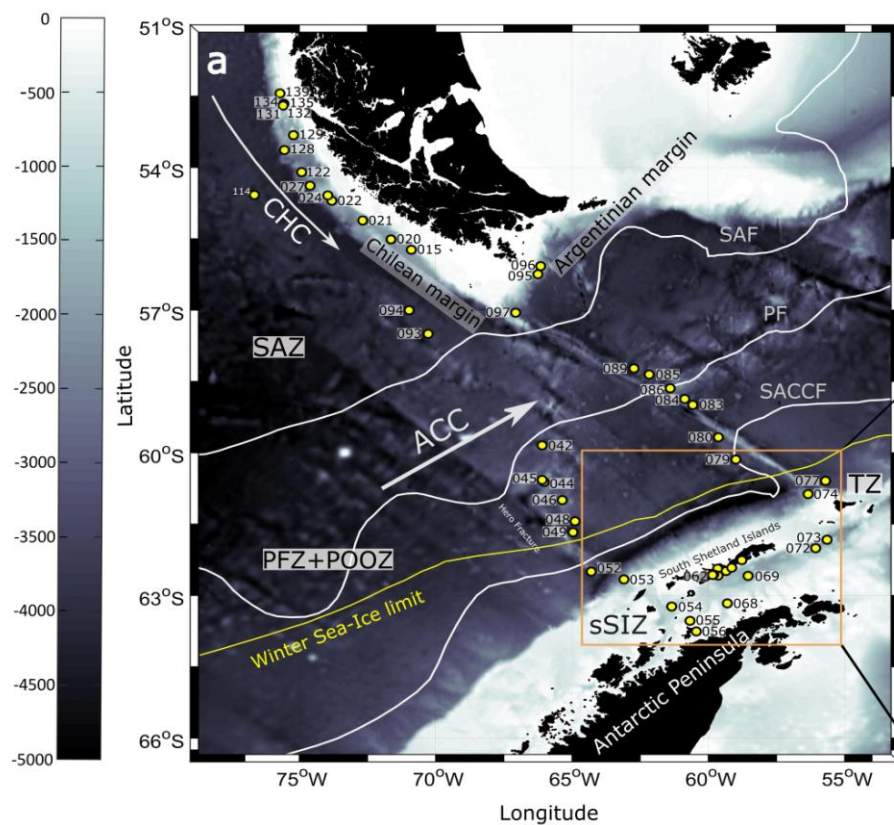 0
-500
-1000
-1500
-2000
-2500
-3000
-3500
-4000
-4500
-5000
51°S
54°S
57°S
60°S
63°S
66°S
Latitude
75°W
70°W
65°W
60°W
55°W
Longitude
a
139
134 135
131 132
129
128
122
027
024 022
114
021
020
015
CHC
Chilean margin
Argentinian margin
096
095
097
094
093
SAF
PF
SACCF
SAZ
ACC
089
085
086
084 083
080
079
077
074
TZ
042
045
044
046
048
049
Hero Fracture
052
053
PFZ+POOZ
Winter Sea-Ice limit
South Shetland Islands
073
072
062
069
068
054
055
056
sSIZ
Antarctic Peninsula